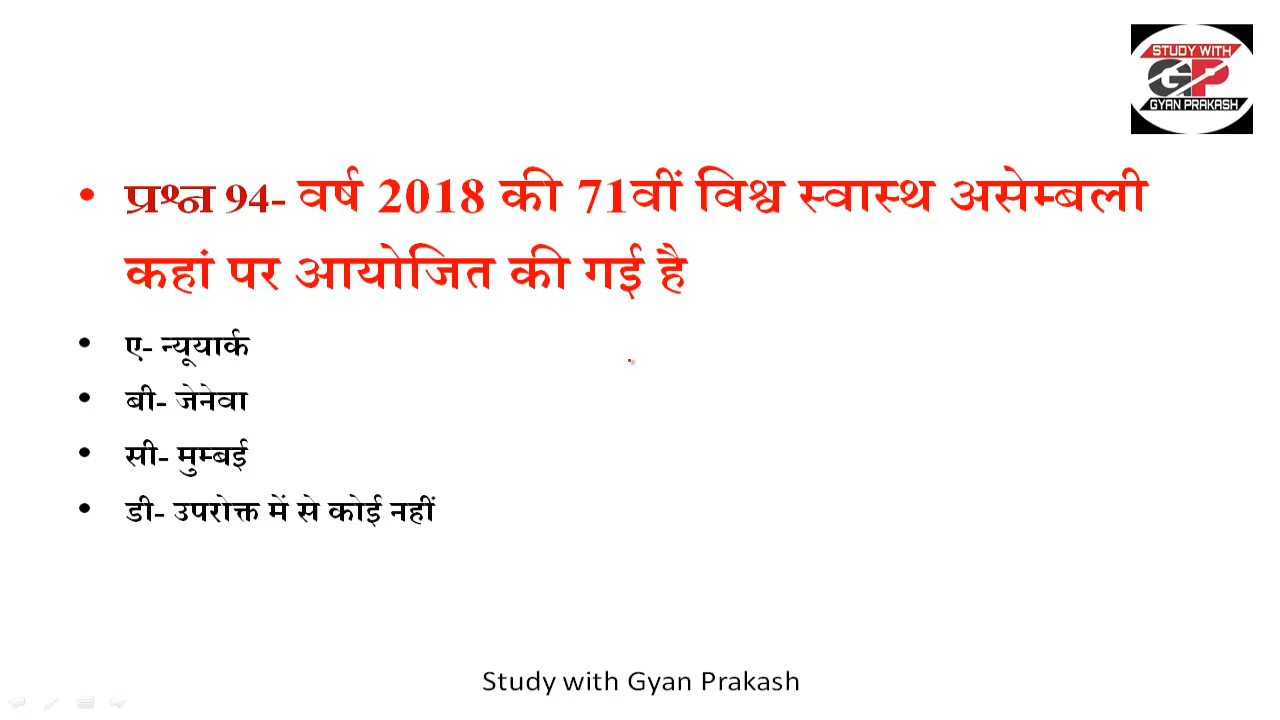 STUDY WITH
GP
GYAN PRAKASH
• प्रश्न 94- वर्ष 2018 की 71वीं विश्व स्वास्थ असेम्बली
कहां पर आयोजित की गई है
• ए- न्यूयार्क
• बी- जेनेवा
• सी- मुम्बई
• डी- उपरोक्त में से कोई नहीं
Study with Gyan Prakash